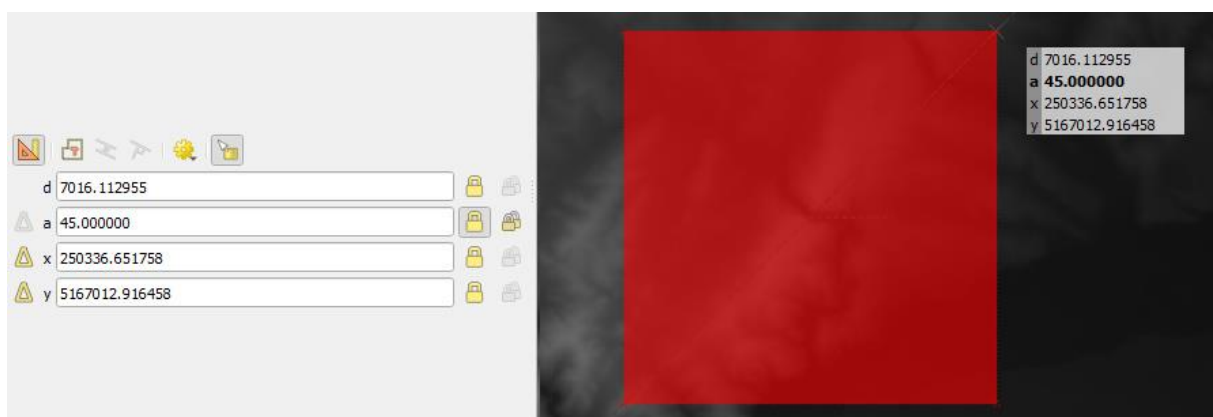 d 7016.112955
a 45.000000
x 250336.651758
y 5167012.916458
d 7016.112955
a 45.000000
x 250336.651758
y 5167012.916458